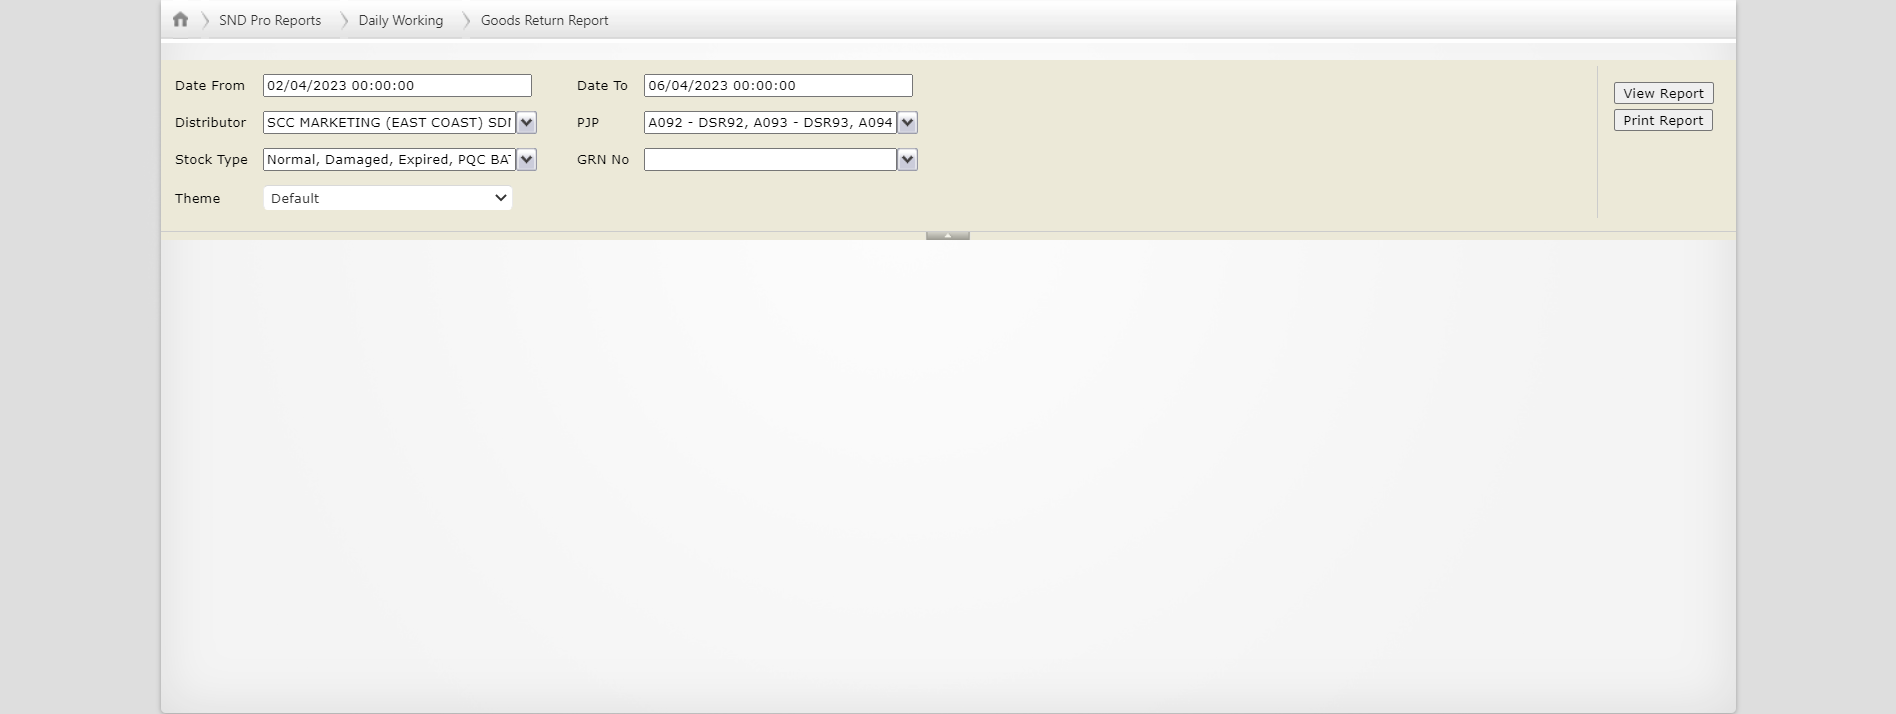 SND Pro Reports Daily Working Goods Return Report
Date From 02/04/2023 00:00:00 Date To 06/04/2023 00:00:00 View Report
Distributor SCC MARKETING (EAST COAST) PJP A092 - DSR92, A093 - DSR93, A094 Print Report
Stock Type Normal, Damaged, Expired, PQC GRN No
Theme Default